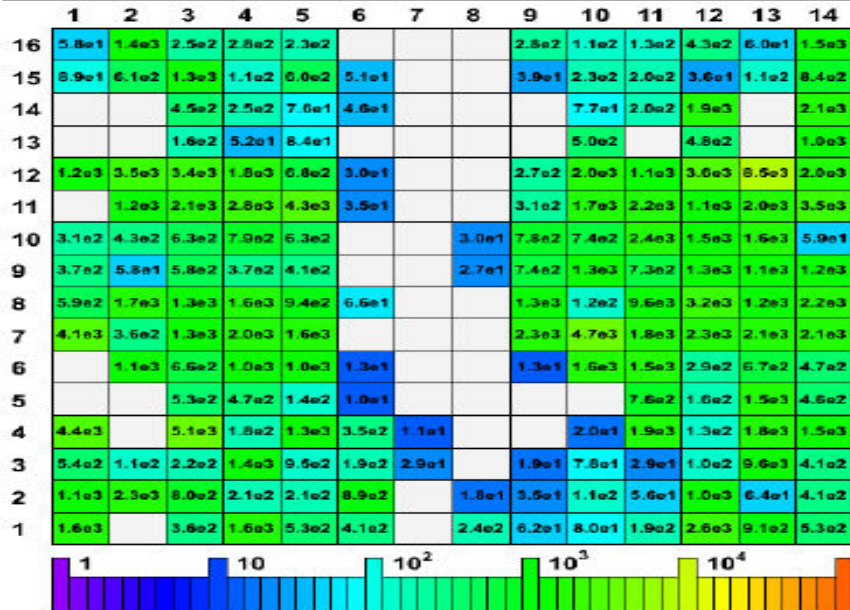 1 2 3 4 5 6 7 8 9 10 11 12 13 14
16 5.8e1 1.4e3 2.5e2 2.8e2 2.3e2 2.8e2 1.1e2 1.3e2 4.3e2 6.0e1 1.5e3
15 8.9e1 6.1e2 1.3e3 1.1e2 6.0e2 5.1e1 3.9e1 2.3e2 2.0e2 3.6e1 1.1e2 8.4e2
14 4.5e2 2.5e2 7.6e1 4.6e1 7.7e1 2.0e2 1.9e3 2.1e3
13 1.6e2 5.2e1 8.4e1 5.0e2 4.8e2 1.0e3
12 1.2e3 3.5e3 3.4e3 1.8e3 6.8e2 3.0e1 2.7e2 2.0e3 1.1e3 3.6e3 8.5e3 2.0e3
11 1.2e3 2.1e3 2.8e3 4.3e3 3.5e1 3.1e2 1.7e3 2.2e3 1.1e3 2.0e3 3.5e3
10 3.1e2 4.3e2 6.3e2 7.9e2 6.3e2 3.0e1 7.8e2 7.4e2 2.4e3 1.5e3 1.6e3 5.9e1
9 3.7e2 5.8e1 5.8e2 3.7e2 4.1e2 2.7e1 7.4e2 1.3e3 7.3e2 1.3e3 1.1e3 1.2e3
8 5.9e2 1.7e3 1.3e3 1.6e3 9.4e2 6.6e1 1.3e3 1.2e2 9.6e3 3.2e3 1.2e3 2.2e3
7 4.1e3 3.6e2 1.3e3 2.0e3 1.6e3 2.3e3 4.7e3 1.8e3 2.3e3 2.1e3 2.1e3
6 1.1e3 6.6e2 1.0e3 1.0e3 1.3e1 1.3e1 1.6e3 1.5e3 2.9e2 6.7e2 4.7e2
5 5.3e2 4.7e2 1.4e2 1.0e1 7.6e2 1.6e2 1.5e3 4.6e2
4 4.4e3 5.1e3 1.8e2 1.3e3 3.5e2 1.1e1 2.0e1 1.9e3 1.3e2 1.8e3 1.5e3
3 5.4e2 1.1e2 2.2e2 1.4e3 9.5e2 1.9e2 2.9e1 1.9e1 7.8e1 2.9e1 1.0e2 9.6e3 4.1e2
2 1.1e3 2.3e3 8.0e2 2.1e2 2.1e2 8.9e2 1.8e1 3.5e1 1.1e2 5.6e1 1.0e3 6.4e1 4.1e2
1 1.6e3 3.6e2 1.6e3 5.3e2 4.1e2 2.4e2 6.2e1 8.0e1 1.9e2 2.6e3 9.1e2 5.3e2
1 10 10² 10³ 10⁴